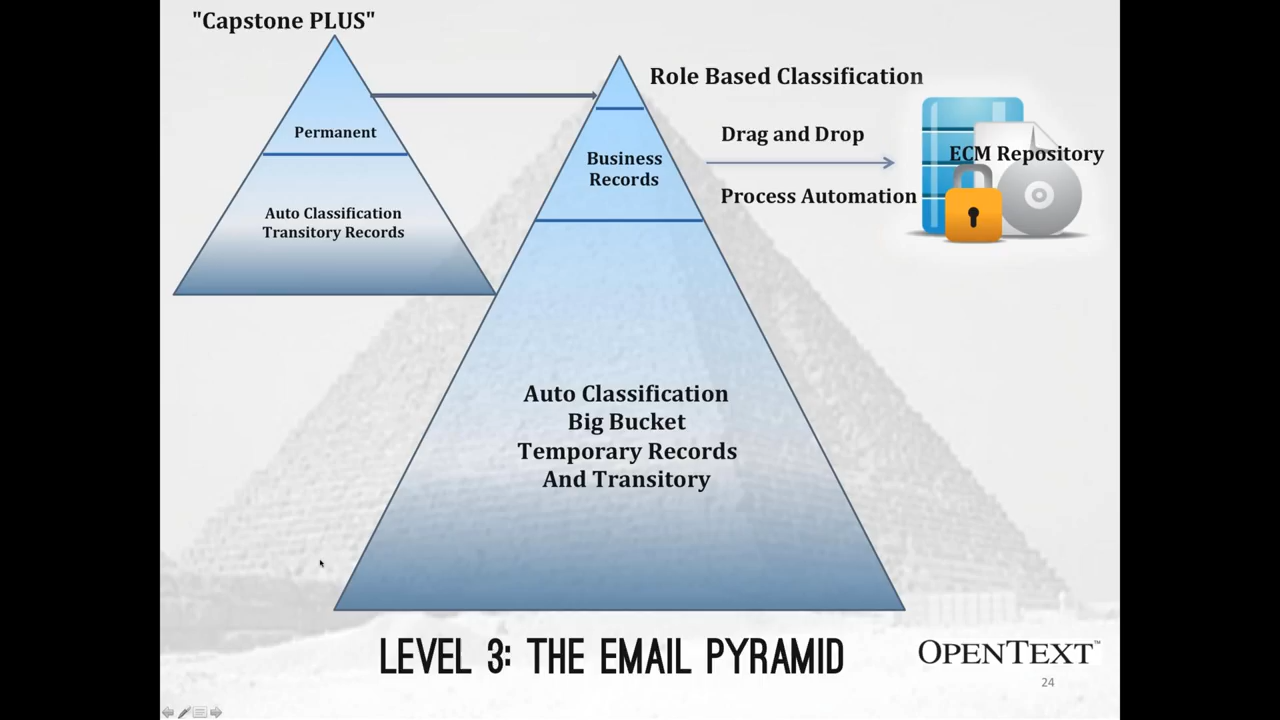 "Capstone PLUS"
Permanent
Auto Classification
Transitory Records
Role Based Classification
Business
Records
Drag and Drop
Process Automation
ECM Repository
Auto Classification
Big Bucket
Temporary Records
And Transitory
LEVEL 3: THE EMAIL PYRAMID
OPENTEXT™
24